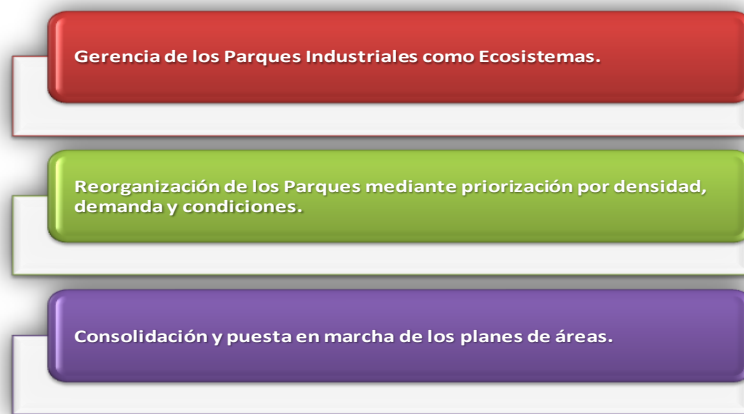 Gerencia de los Parques Industriales como Ecosistemas.
Reorganización de los Parques mediante priorización por densidad,
demanda y condiciones.
Consolidación y puesta en marcha de los planes de áreas.